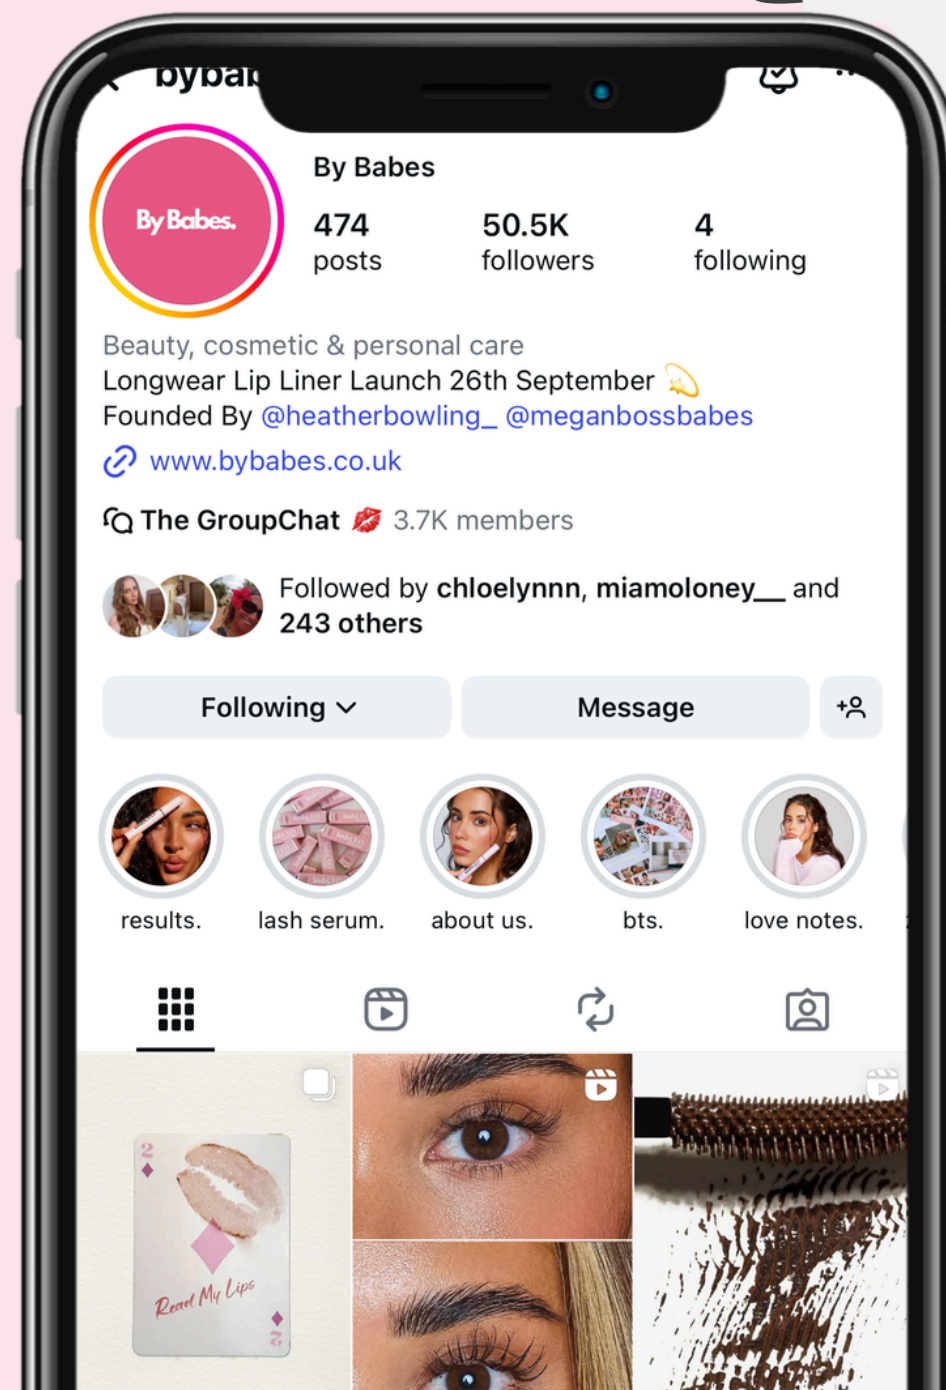 By Babes.
By Babes
474 50.5K 4
posts followers following
Beauty, cosmetic & personal care
Longwear Lip Liner Launch 26th September 💫
Founded By @heatherbowling_ @meganbossbabes
www.bybabes.co.uk
The GroupChat 💋 3.7K members
Followed by chloelynnn, miamoloney__ and
243 others
Following Message
results. lash serum. about us. bts. love notes.
2
Read My Lips
2